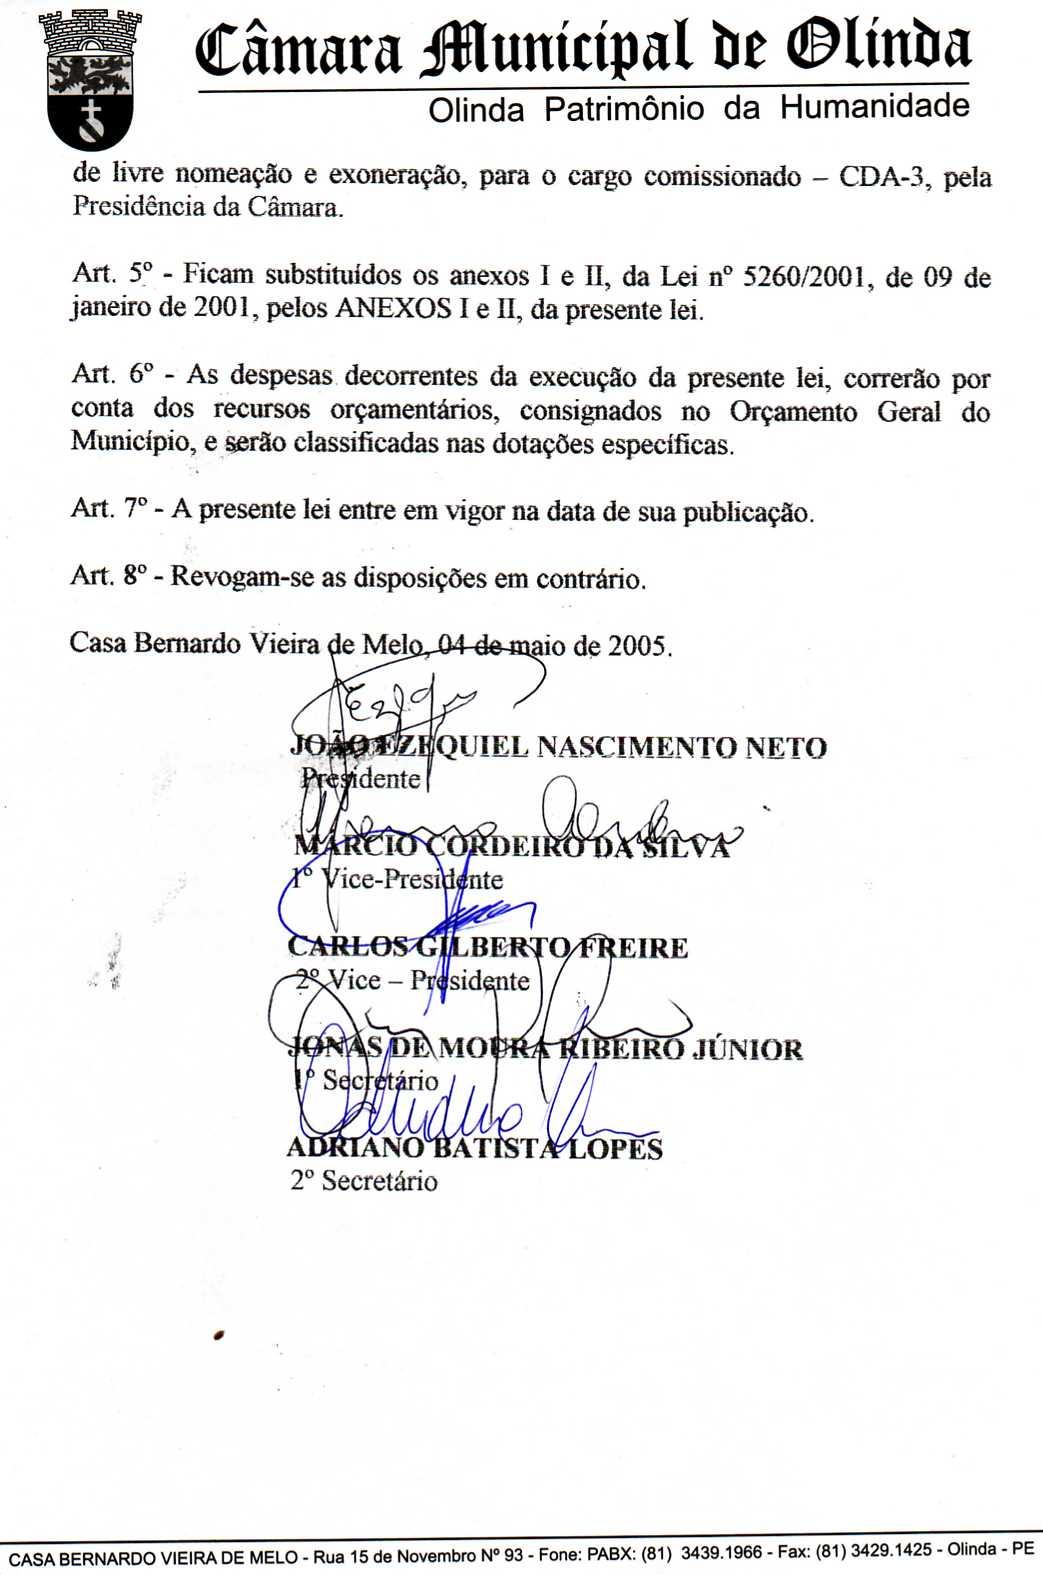 Câmara Municipal de Olinda
Olinda Patrimônio da Humanidade
de livre nomeação e exoneração, para o cargo comissionado – CDA-3, pela
Presidência da Câmara.
Art. 5º - Ficam substituídos os anexos I e II, da Lei nº 5260/2001, de 09 de
janeiro de 2001, pelos ANEXOS I e II, da presente lei.
Art. 6º - As despesas decorrentes da execução da presente lei, correrão por
conta dos recursos orçamentários, consignados no Orçamento Geral do
Município, e serão classificadas nas dotações específicas.
Art. 7º - A presente lei entre em vigor na data de sua publicação.
Art. 8º - Revogam-se as disposições em contrário.
Casa Bernardo Vieira de Melo, 04 de maio de 2005.
JOÃO EZEQUIEL NASCIMENTO NETO
Presidente
MÁRCIO CORDEIRO DA SILVA
1º Vice-Presidente
CARLOS GILBERTO FREIRE
2º Vice – Presidente
JONAS DE MOURA RIBEIRO JÚNIOR
1º Secretário
ADRIANO BATISTA LOPES
2º Secretário
CASA BERNARDO VIEIRA DE MELO - Rua 15 de Novembro Nº 93 - Fone: PABX: (81) 3439.1966 - Fax: (81) 3429.1425 - Olinda - PE